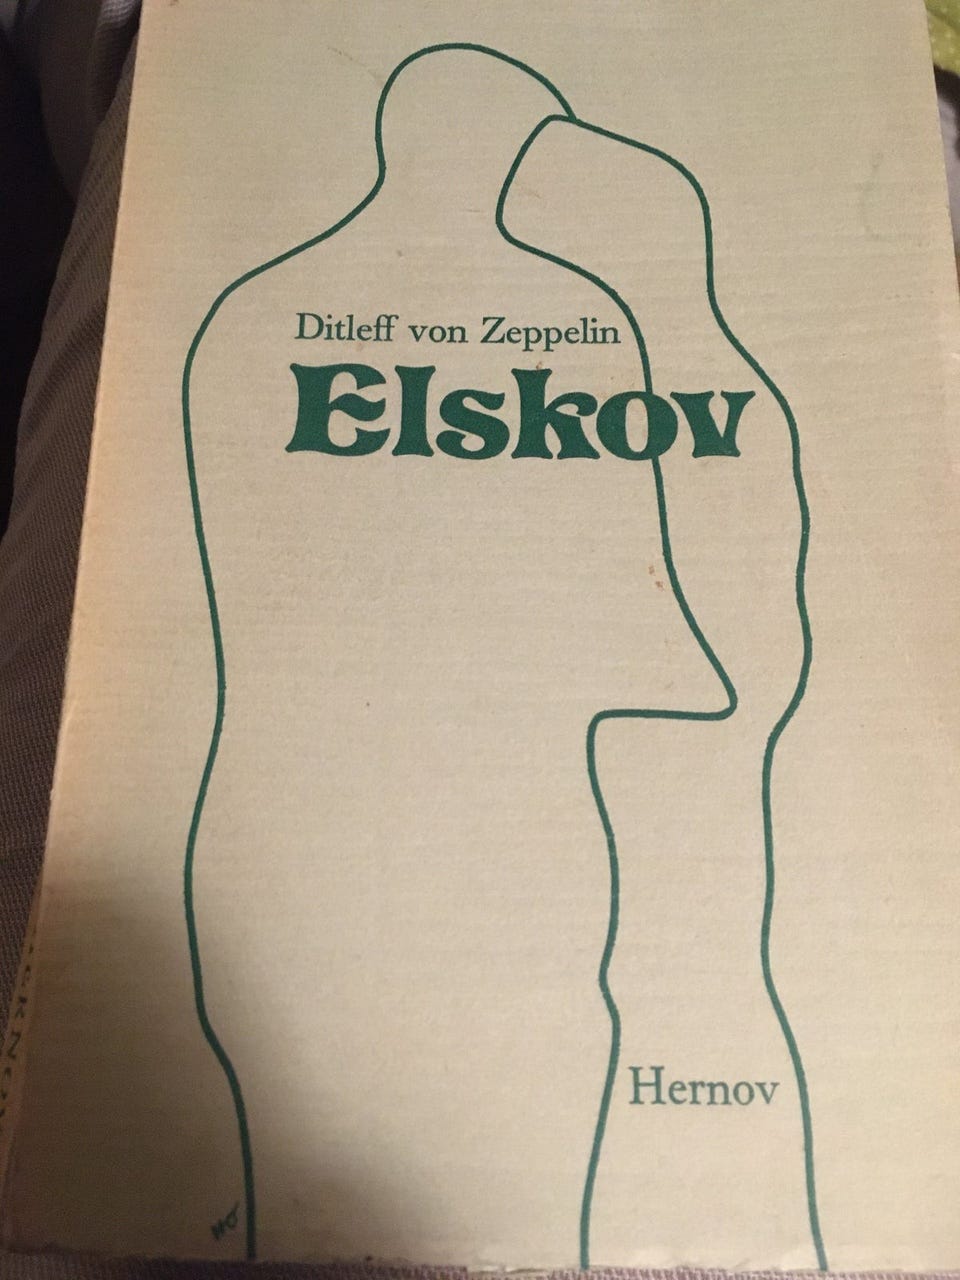 Ditleff von Zeppelin
Elskov
Hernov